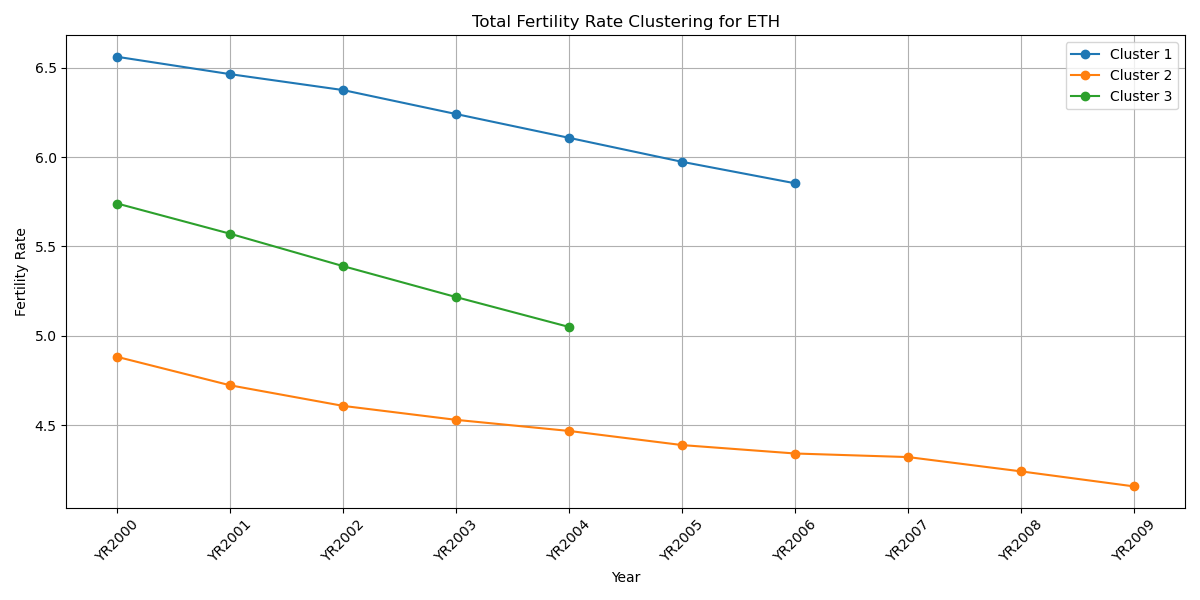 Total Fertility Rate Clustering for ETH
Cluster 1
Cluster 2
Cluster 3
Fertility Rate
6.5
6.0
5.5
5.0
4.5
YR2000
YR2001
YR2002
YR2003
YR2004
YR2005
YR2006
YR2007
YR2008
YR2009
Year